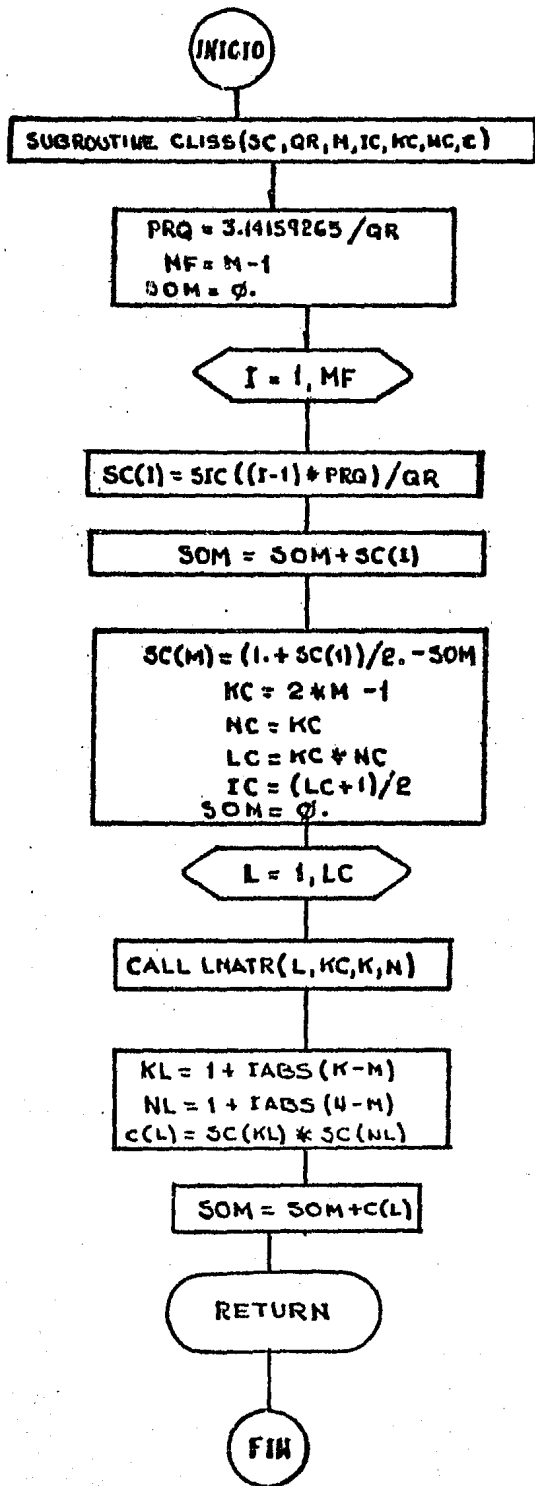 INICIO
SUBROUTINE CLISS(SC,QR,M,IC,KC,NC,C)
PRQ = 3.14159265/QR
MF = M-1
SOM = Ø.
I = 1, MF
SC(I) = SIC((I-1)*PRQ)/QR
SOM = SOM+SC(I)
SC(M) = (1.+SC(1))/2.-SOM
KC = 2*M-1
NC = KC
LC = KC*NC
IC = (LC+1)/2
SOM = Ø.
L = 1, LC
CALL LMATR(L,KC,K,N)
KL = 1+IABS(K-M)
NL = 1+IABS(N-M)
C(L) = SC(KL)*SC(NL)
SOM = SOM+C(L)
RETURN
FIN